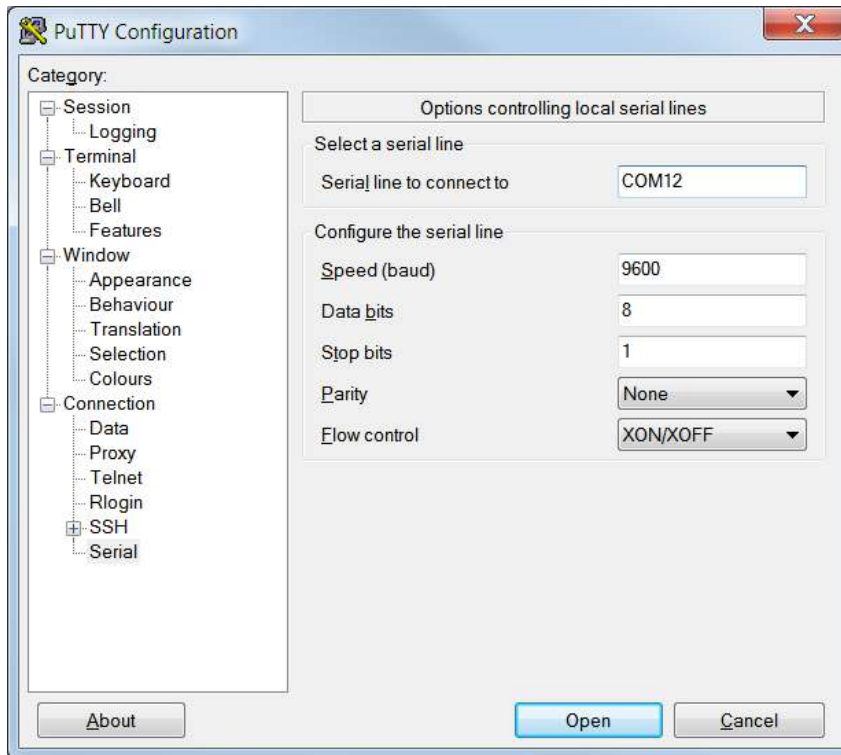 PuTTY Configuration
Category:
Session
Logging
Terminal
Keyboard
Bell
Features
Window
Appearance
Behaviour
Translation
Selection
Colours
Connection
Data
Proxy
Telnet
Rlogin
SSH
Serial
Options controlling local serial lines
Select a serial line
Serial line to connect to COM12
Configure the serial line
Speed (baud) 9600
Data bits 8
Stop bits 1
Parity None
Flow control XON/XOFF
About Open Cancel